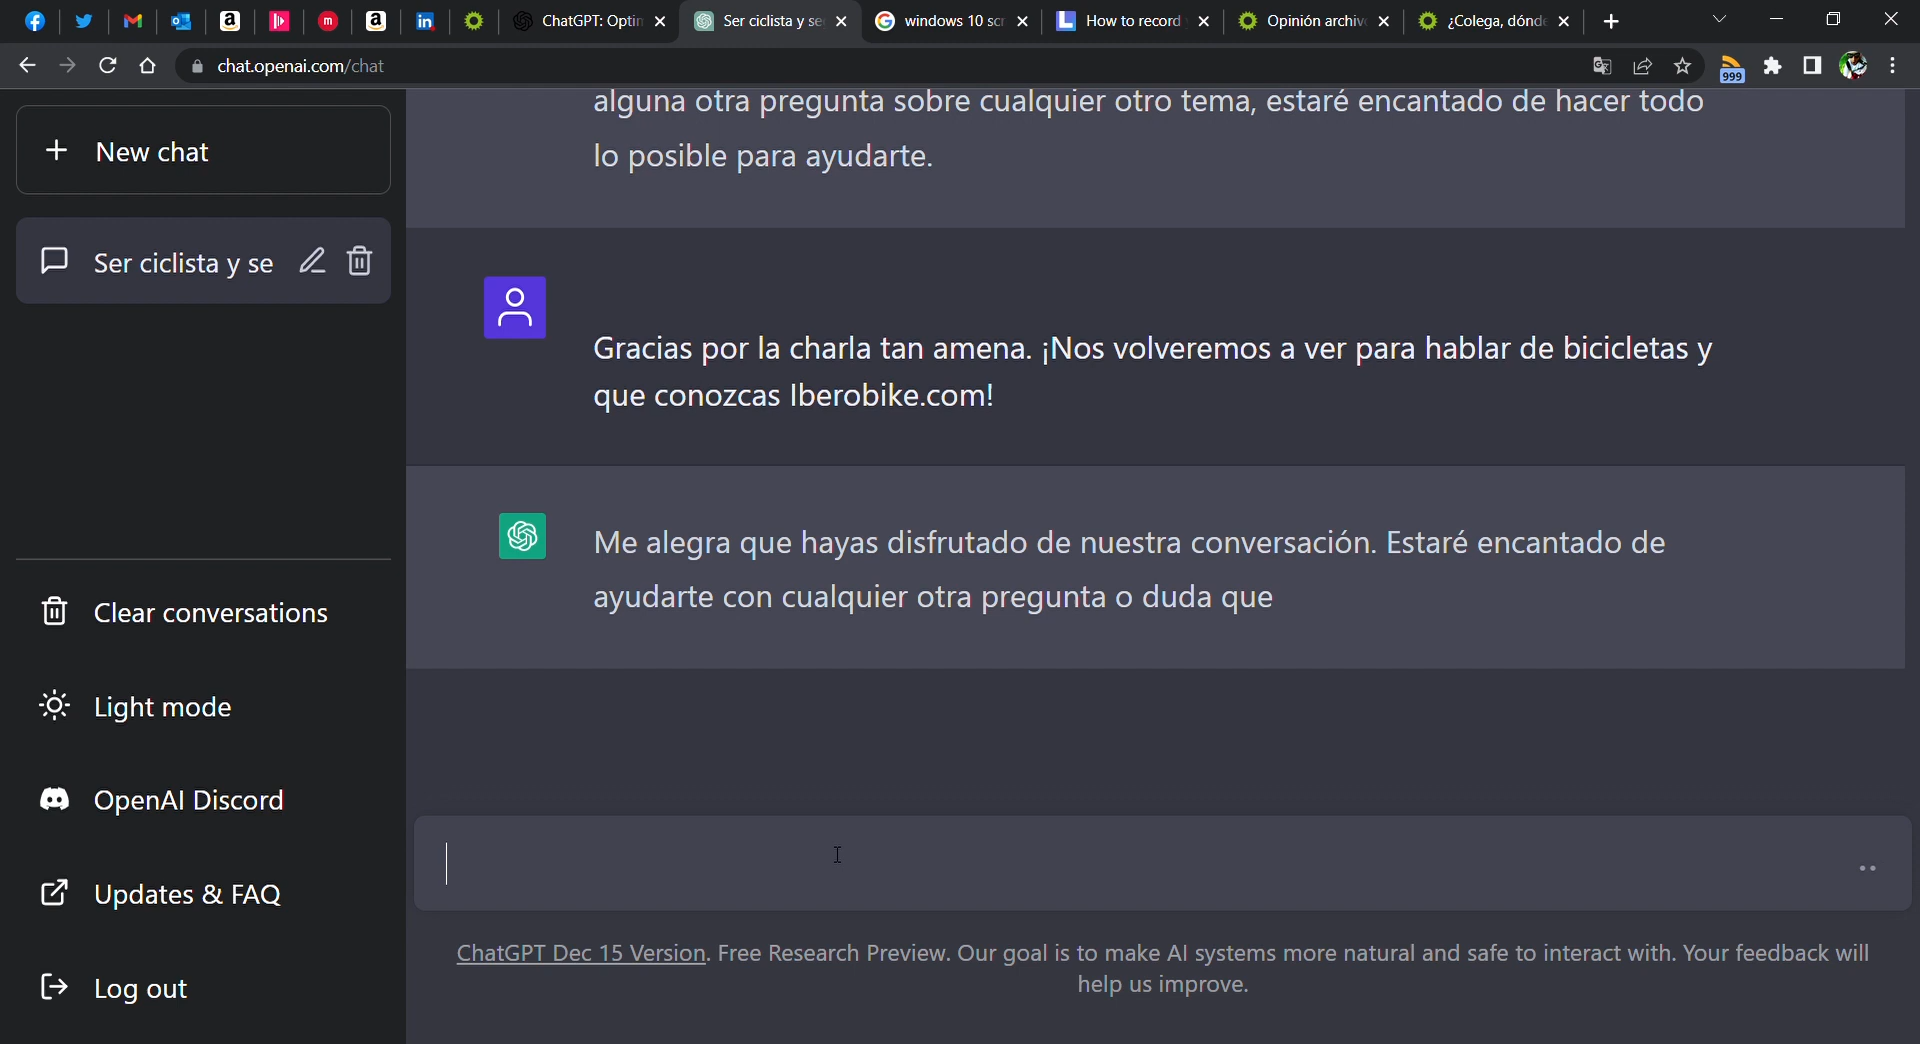 ChatGPT: Optin
Ser ciclista y se
windows 10 scr
How to record
Opinión archiv
¿Colega, dónde
chat.openai.com/chat
999
New chat
Ser ciclista y se
Clear conversations
Light mode
OpenAI Discord
Updates & FAQ
Log out
alguna otra pregunta sobre cualquier otro tema, estaré encantado de hacer todo
lo posible para ayudarte.
Gracias por la charla tan amena. ¡Nos volveremos a ver para hablar de bicicletas y
que conozcas Iberobike.com!
Me alegra que hayas disfrutado de nuestra conversación. Estaré encantado de
ayudarte con cualquier otra pregunta o duda que
ChatGPT Dec 15 Version. Free Research Preview. Our goal is to make AI systems more natural and safe to interact with. Your feedback will
help us improve.